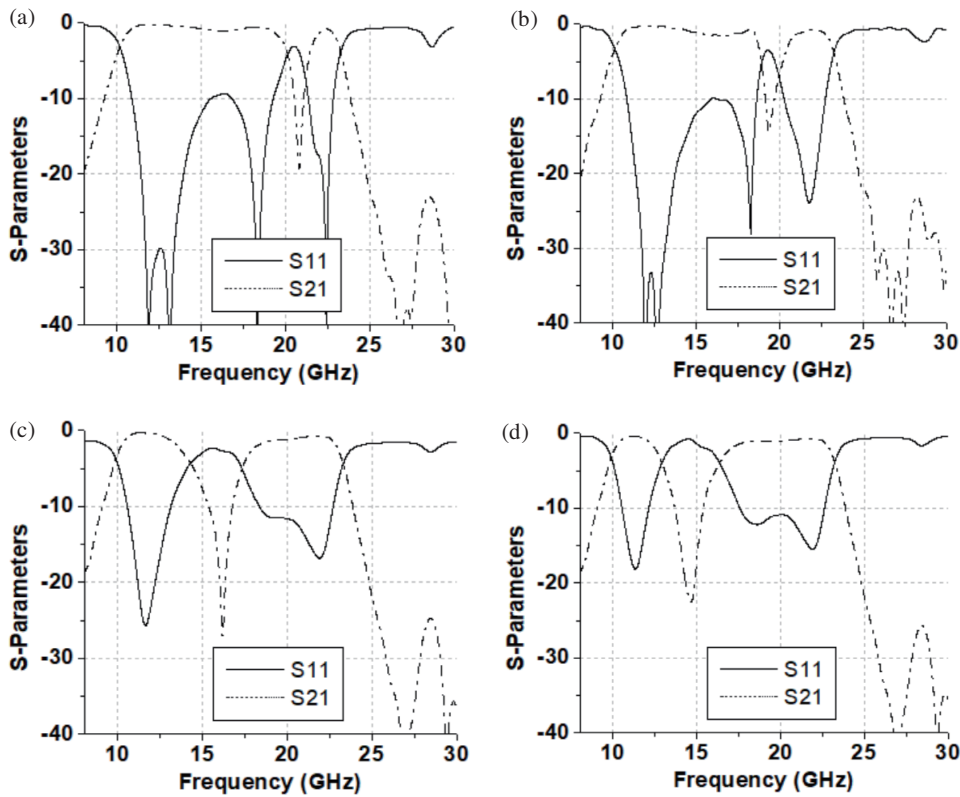 (a)
0
-10
-20
-30
-40
S-Parameters
S11
S21
10 15 20 25 30
Frequency (GHz)
(b)
0
-10
-20
-30
-40
S-Parameters
S11
S21
10 15 20 25 30
Frequency (GHz)
(c)
0
-10
-20
-30
-40
S-Parameters
S11
S21
10 15 20 25 30
Frequency (GHz)
(d)
0
-10
-20
-30
-40
S-Parameters
S11
S21
10 15 20 25 30
Frequency (GHz)